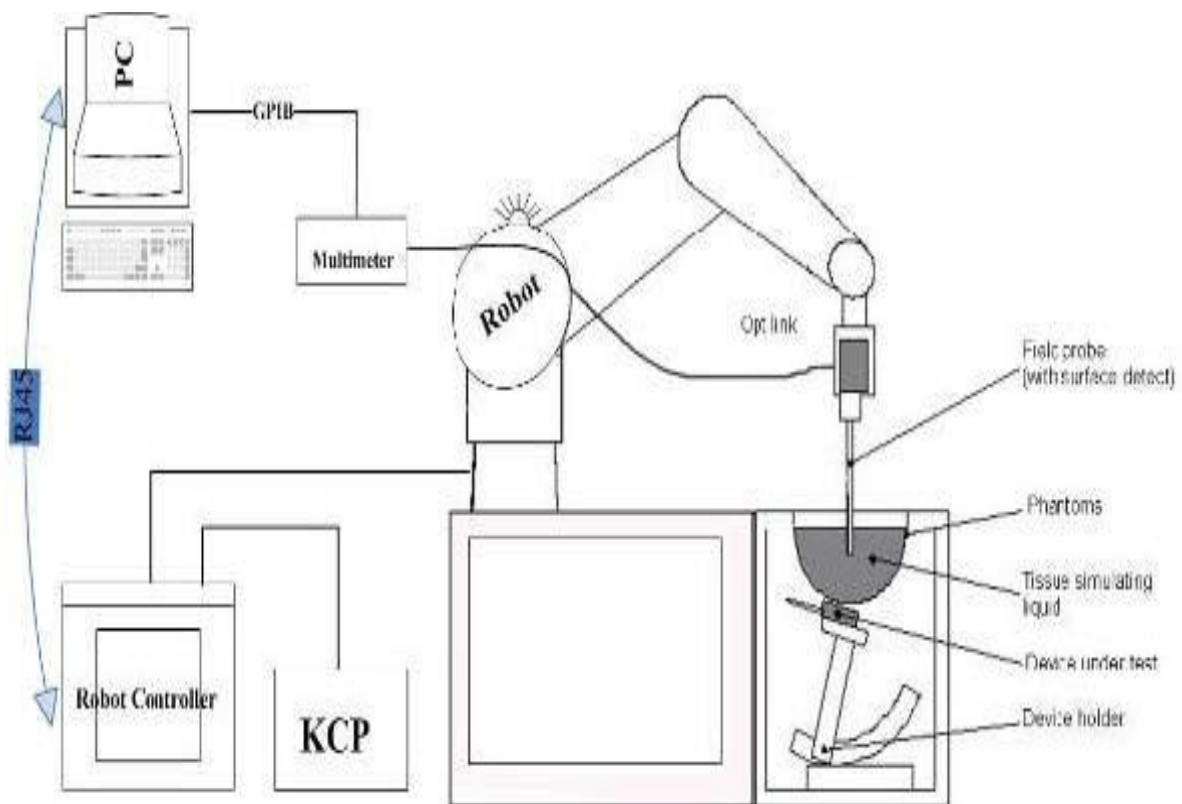 PC
GPIB
Multimeter
Robot
Opt link
Field probe
(with surface detect)
RJ45
Phantoms
Tissue simulating
liquid
Device under test
Device holder
Robot Controller
KCP